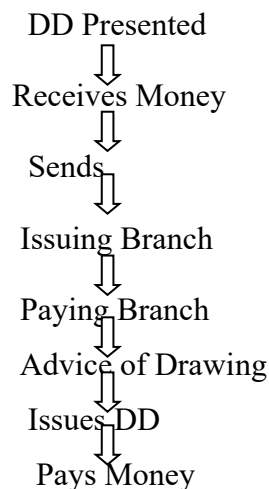 DD Presented
Receives Money
Sends
Issuing Branch
Paying Branch
Advice of Drawing
Issues DD
Pays Money